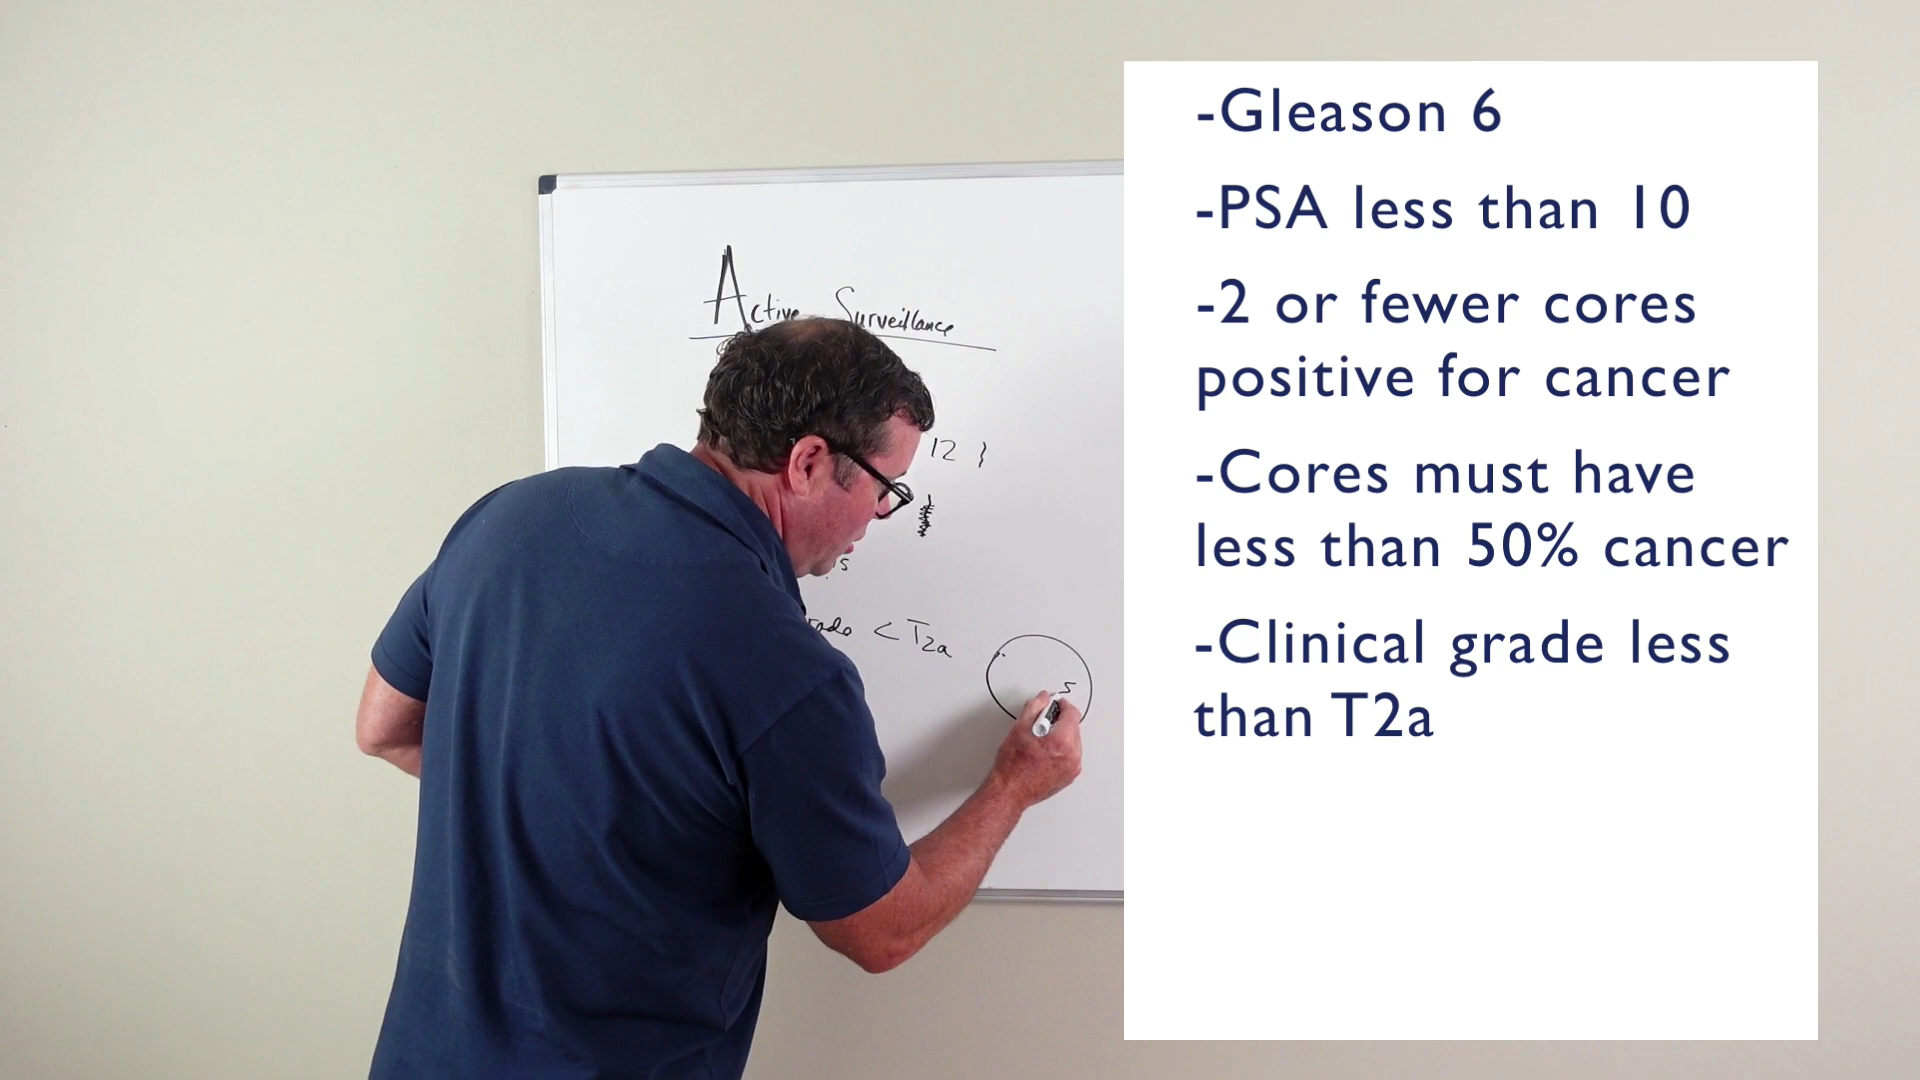 Active Surveillance
12 }
s
rade < T2a
s
-Gleason 6
-PSA less than 10
-2 or fewer cores
positive for cancer
-Cores must have
less than 50% cancer
-Clinical grade less
than T2a